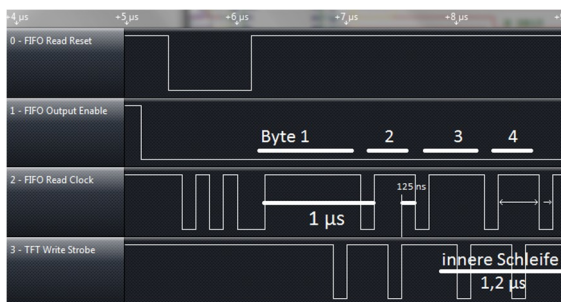 +4 µs +5 µs +6 µs +7 µs +8 µs +9
0 - FIFO Read Reset
1 - FIFO Output Enable
Byte 1 2 3 4
2 - FIFO Read Clock
125 ns
1 µs
3 - TFT Write Strobe
innere Schleife
1,2 µs